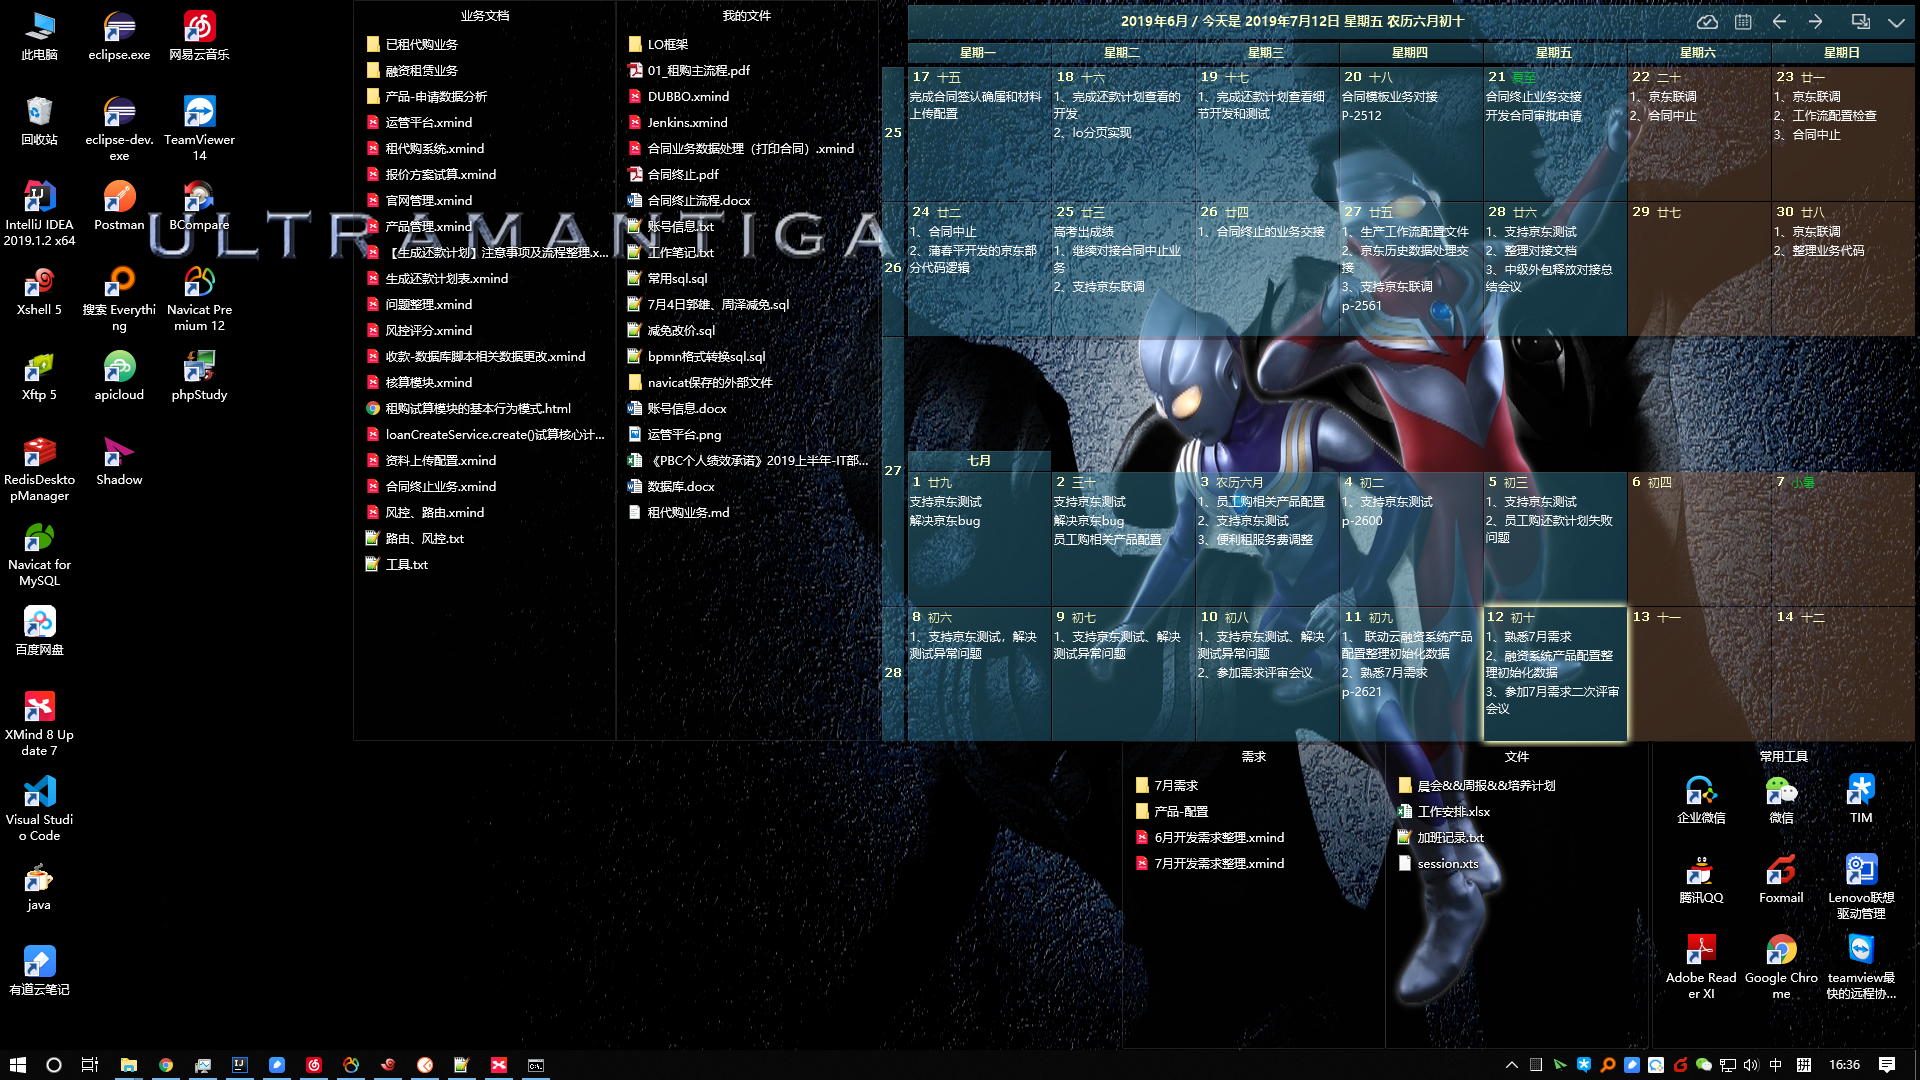 此电脑
eclipse.exe
网易云音乐
回收站
eclipse-dev.
exe
TeamViewer
14
IntelliJ IDEA
2019.1.2 x64
Postman
BCompare
Xshell 5
搜索 Everythi
ng
Navicat Pre
mium 12
Xftp 5
apicloud
phpStudy
RedisDeskto
pManager
Shadow
Navicat for
MySQL
百度网盘
XMind 8 Up
date 7
Visual Studi
o Code
java
有道云笔记
ULTRAMANTIGA
业务文档
已租代购业务
融资租赁业务
产品-申请数据分析
运管平台.xmind
租代购系统.xmind
报价方案试算.xmind
官网管理.xmind
产品管理.xmind
【生成还款计划】注意事项及流程整理.x...
生成还款计划表.xmind
问题整理.xmind
风控评分.xmind
收款-数据库脚本相关数据更改.xmind
核算模块.xmind
租购试算模块的基本行为模式.html
loanCreateService.create()试算核心计...
资料上传配置.xmind
合同终止业务.xmind
风控、路由.xmind
路由、风控.txt
工具.txt
我的文件
LO框架
01_租购主流程.pdf
DUBBO.xmind
Jenkins.xmind
合同业务数据处理（打印合同）.xmind
合同终止.pdf
合同终止流程.docx
账号信息.txt
工作笔记.txt
常用sql.sql
7月4日郭雄、周泽减免.sql
减免改价.sql
bpmn格式转换sql.sql
navicat保存的外部文件
账号信息.docx
运管平台.png
《PBC个人绩效承诺》2019上半年-IT部...
数据库.docx
租代购业务.md
2019年6月 / 今天是 2019年7月12日 星期五 农历六月初十
星期一
星期二
星期三
星期四
星期五
星期六
星期日
25
17 十五
完成合同签认确属和材料
上传配置
18 十六
1、完成还款计划查看的
开发
2、lo分页实现
19 十七
1、完成还款计划查看细
节开发和测试
20 十八
合同模板业务对接
P-2512
21 夏至
合同终止业务交接
开发合同审批申请
22 二十
1、京东联调
2、合同中止
23 廿一
1、京东联调
2、工作流配置检查
3、合同中止
26
24 廿二
1、合同中止
2、蒲春平开发的京东部
分代码逻辑
25 廿三
高考出成绩
1、继续对接合同中止业
务
2、支持京东联调
26 廿四
1、合同终止的业务交接
27 廿五
1、生产工作流配置文件
2、京东历史数据处理交
接
3、支持京东联调
p-2561
28 廿六
1、支持京东测试
2、整理对接文档
3、中级外包释放对接总
结会议
29 廿七
30 廿八
1、京东联调
2、整理业务代码
27
七月
1 廿九
支持京东测试
解决京东bug
2 三十
支持京东测试
解决京东bug
员工购相关产品配置
3 农历六月
1、员工购相关产品配置
2、支持京东测试
3、便利租服务费调整
4 初二
1、支持京东测试
p-2600
5 初三
1、支持京东测试
2、员工购还款计划失败
问题
6 初四
7 小暑
28
8 初六
1、支持京东测试，解决
测试异常问题
9 初七
1、支持京东测试、解决
测试异常问题
10 初八
1、支持京东测试、解决
测试异常问题
2、参加需求评审会议
11 初九
1、 联动云融资系统产品
配置整理初始化数据
2、熟悉7月需求
p-2621
12 初十
1、熟悉7月需求
2、融资系统产品配置整
理初始化数据
3、参加7月需求二次评审
会议
13 十一
14 十二
需求
7月需求
产品-配置
6月开发需求整理.xmind
7月开发需求整理.xmind
文件
晨会&&周报&&培养计划
工作安排.xlsx
加班记录.txt
session.xts
常用工具
企业微信
微信
TIM
腾讯QQ
Foxmail
Lenovo联想
驱动管理
Adobe Read
er XI
Google Chro
me
teamview最
快的远程协...
中
拼
16:36